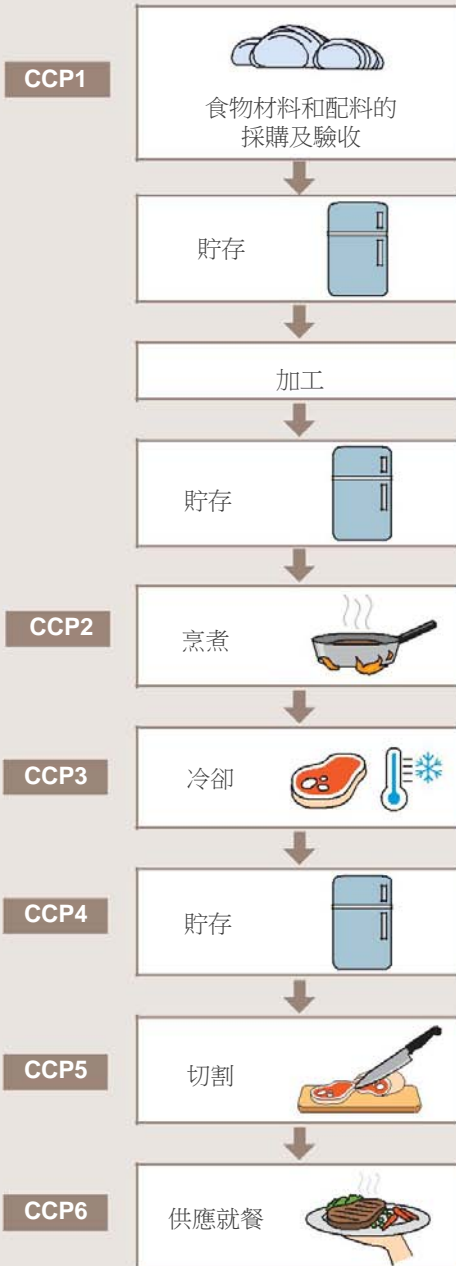 CCP1
食物材料和配料的
採購及驗收
貯存
加工
貯存
CCP2
烹煮
CCP3
冷卻
CCP4
貯存
CCP5
切割
CCP6
供應就餐